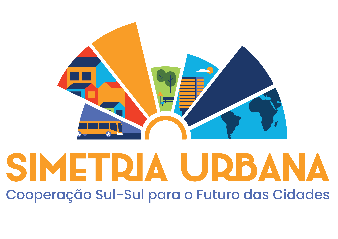 SIMETRIA URBANA
Cooperação Sul-Sul para o Futuro das Cidades